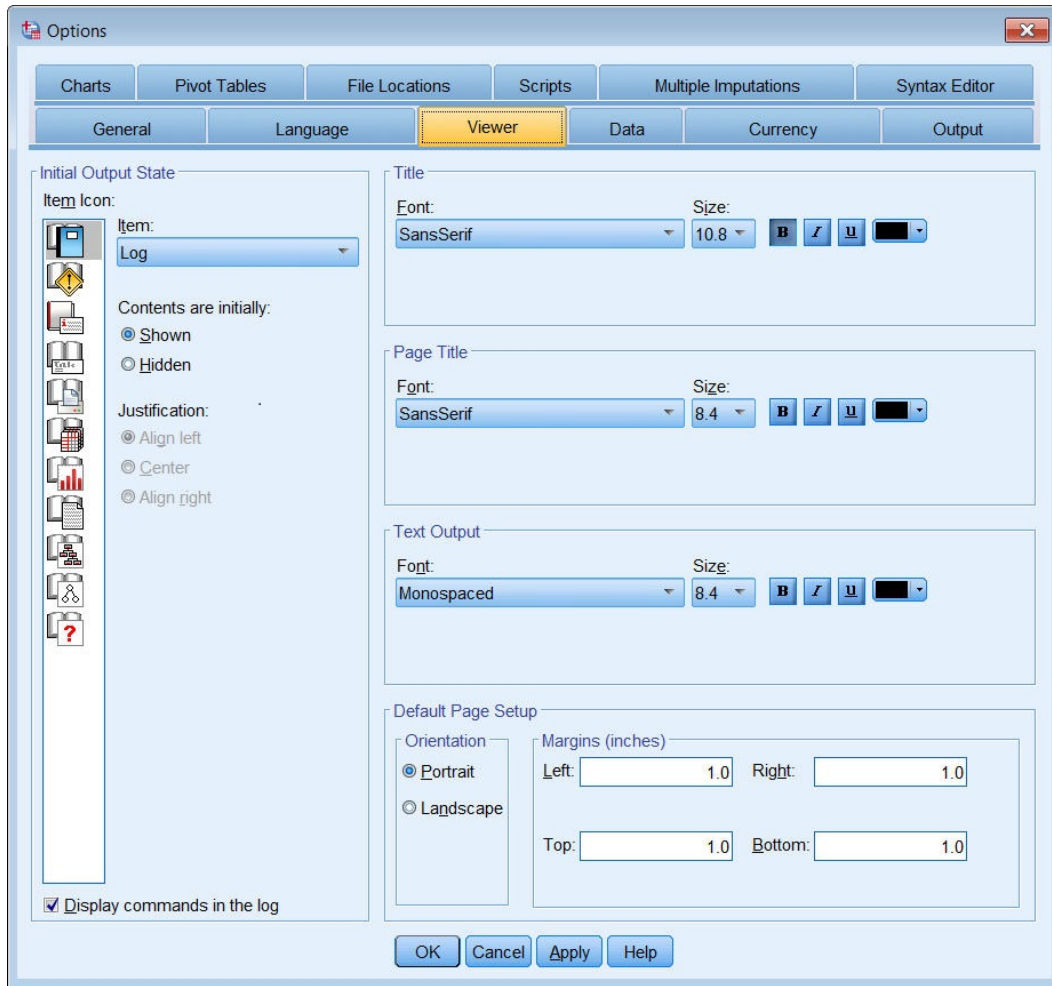 Options
Charts Pivot Tables File Locations Scripts Multiple Imputations Syntax Editor
General Language Viewer Data Currency Output
Initial Output State
Item Icon:
Item:
Log
Contents are initially:
Shown
Hidden
Justification:
Align left
Center
Align right
Display commands in the log
Title
Font: Size:
SansSerif 10.8 B I U
Page Title
Font: Size:
SansSerif 8.4 B I U
Text Output
Font: Size:
Monospaced 8.4 B I U
Default Page Setup
Orientation
Portrait
Landscape
Margins (inches)
Left: 1.0 Right: 1.0
Top: 1.0 Bottom: 1.0
OK Cancel Apply Help